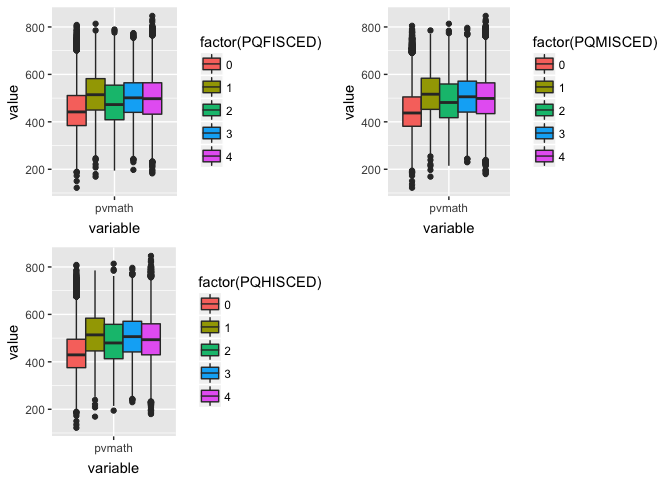 factor(PQFISCED)
800
600
400
200
value
pvmath
variable
0
1
2
3
4
factor(PQMISCED)
800
600
400
200
value
pvmath
variable
0
1
2
3
4
factor(PQHISCED)
800
600
400
200
value
pvmath
variable
0
1
2
3
4